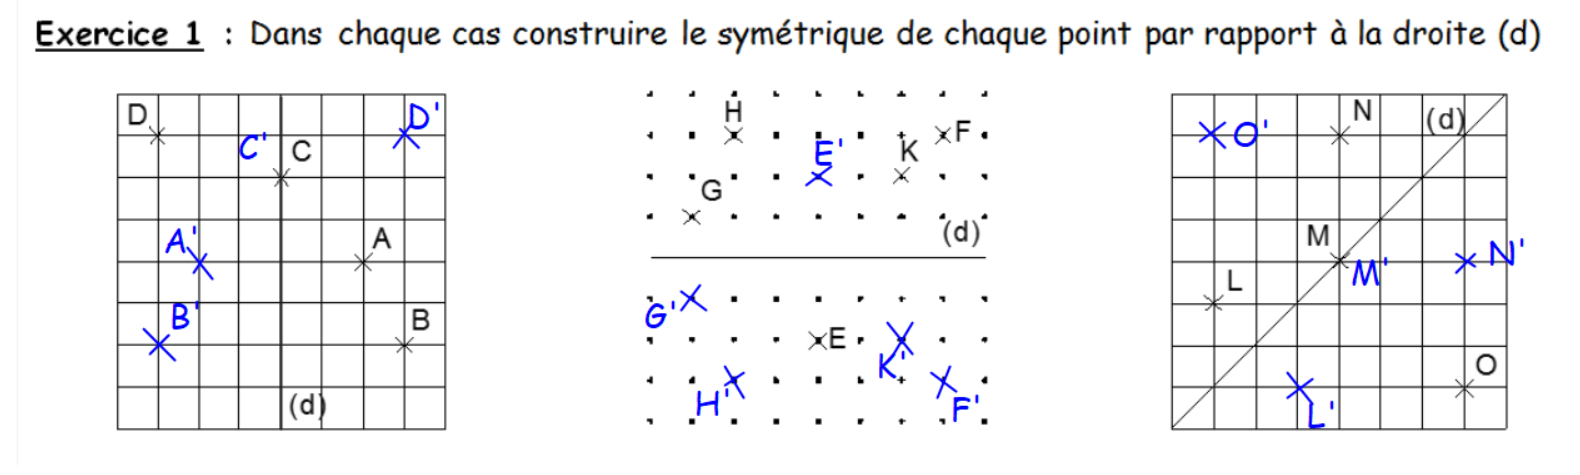 Exercice 1 : Dans chaque cas construire le symétrique de chaque point par rapport à la droite (d)
D D'
C' C
A' A
B' B
(d)
H
F
E' K
G
(d)
G'
E
K'
H' F'
N (d)
O'
M
M' N'
L
O
L'